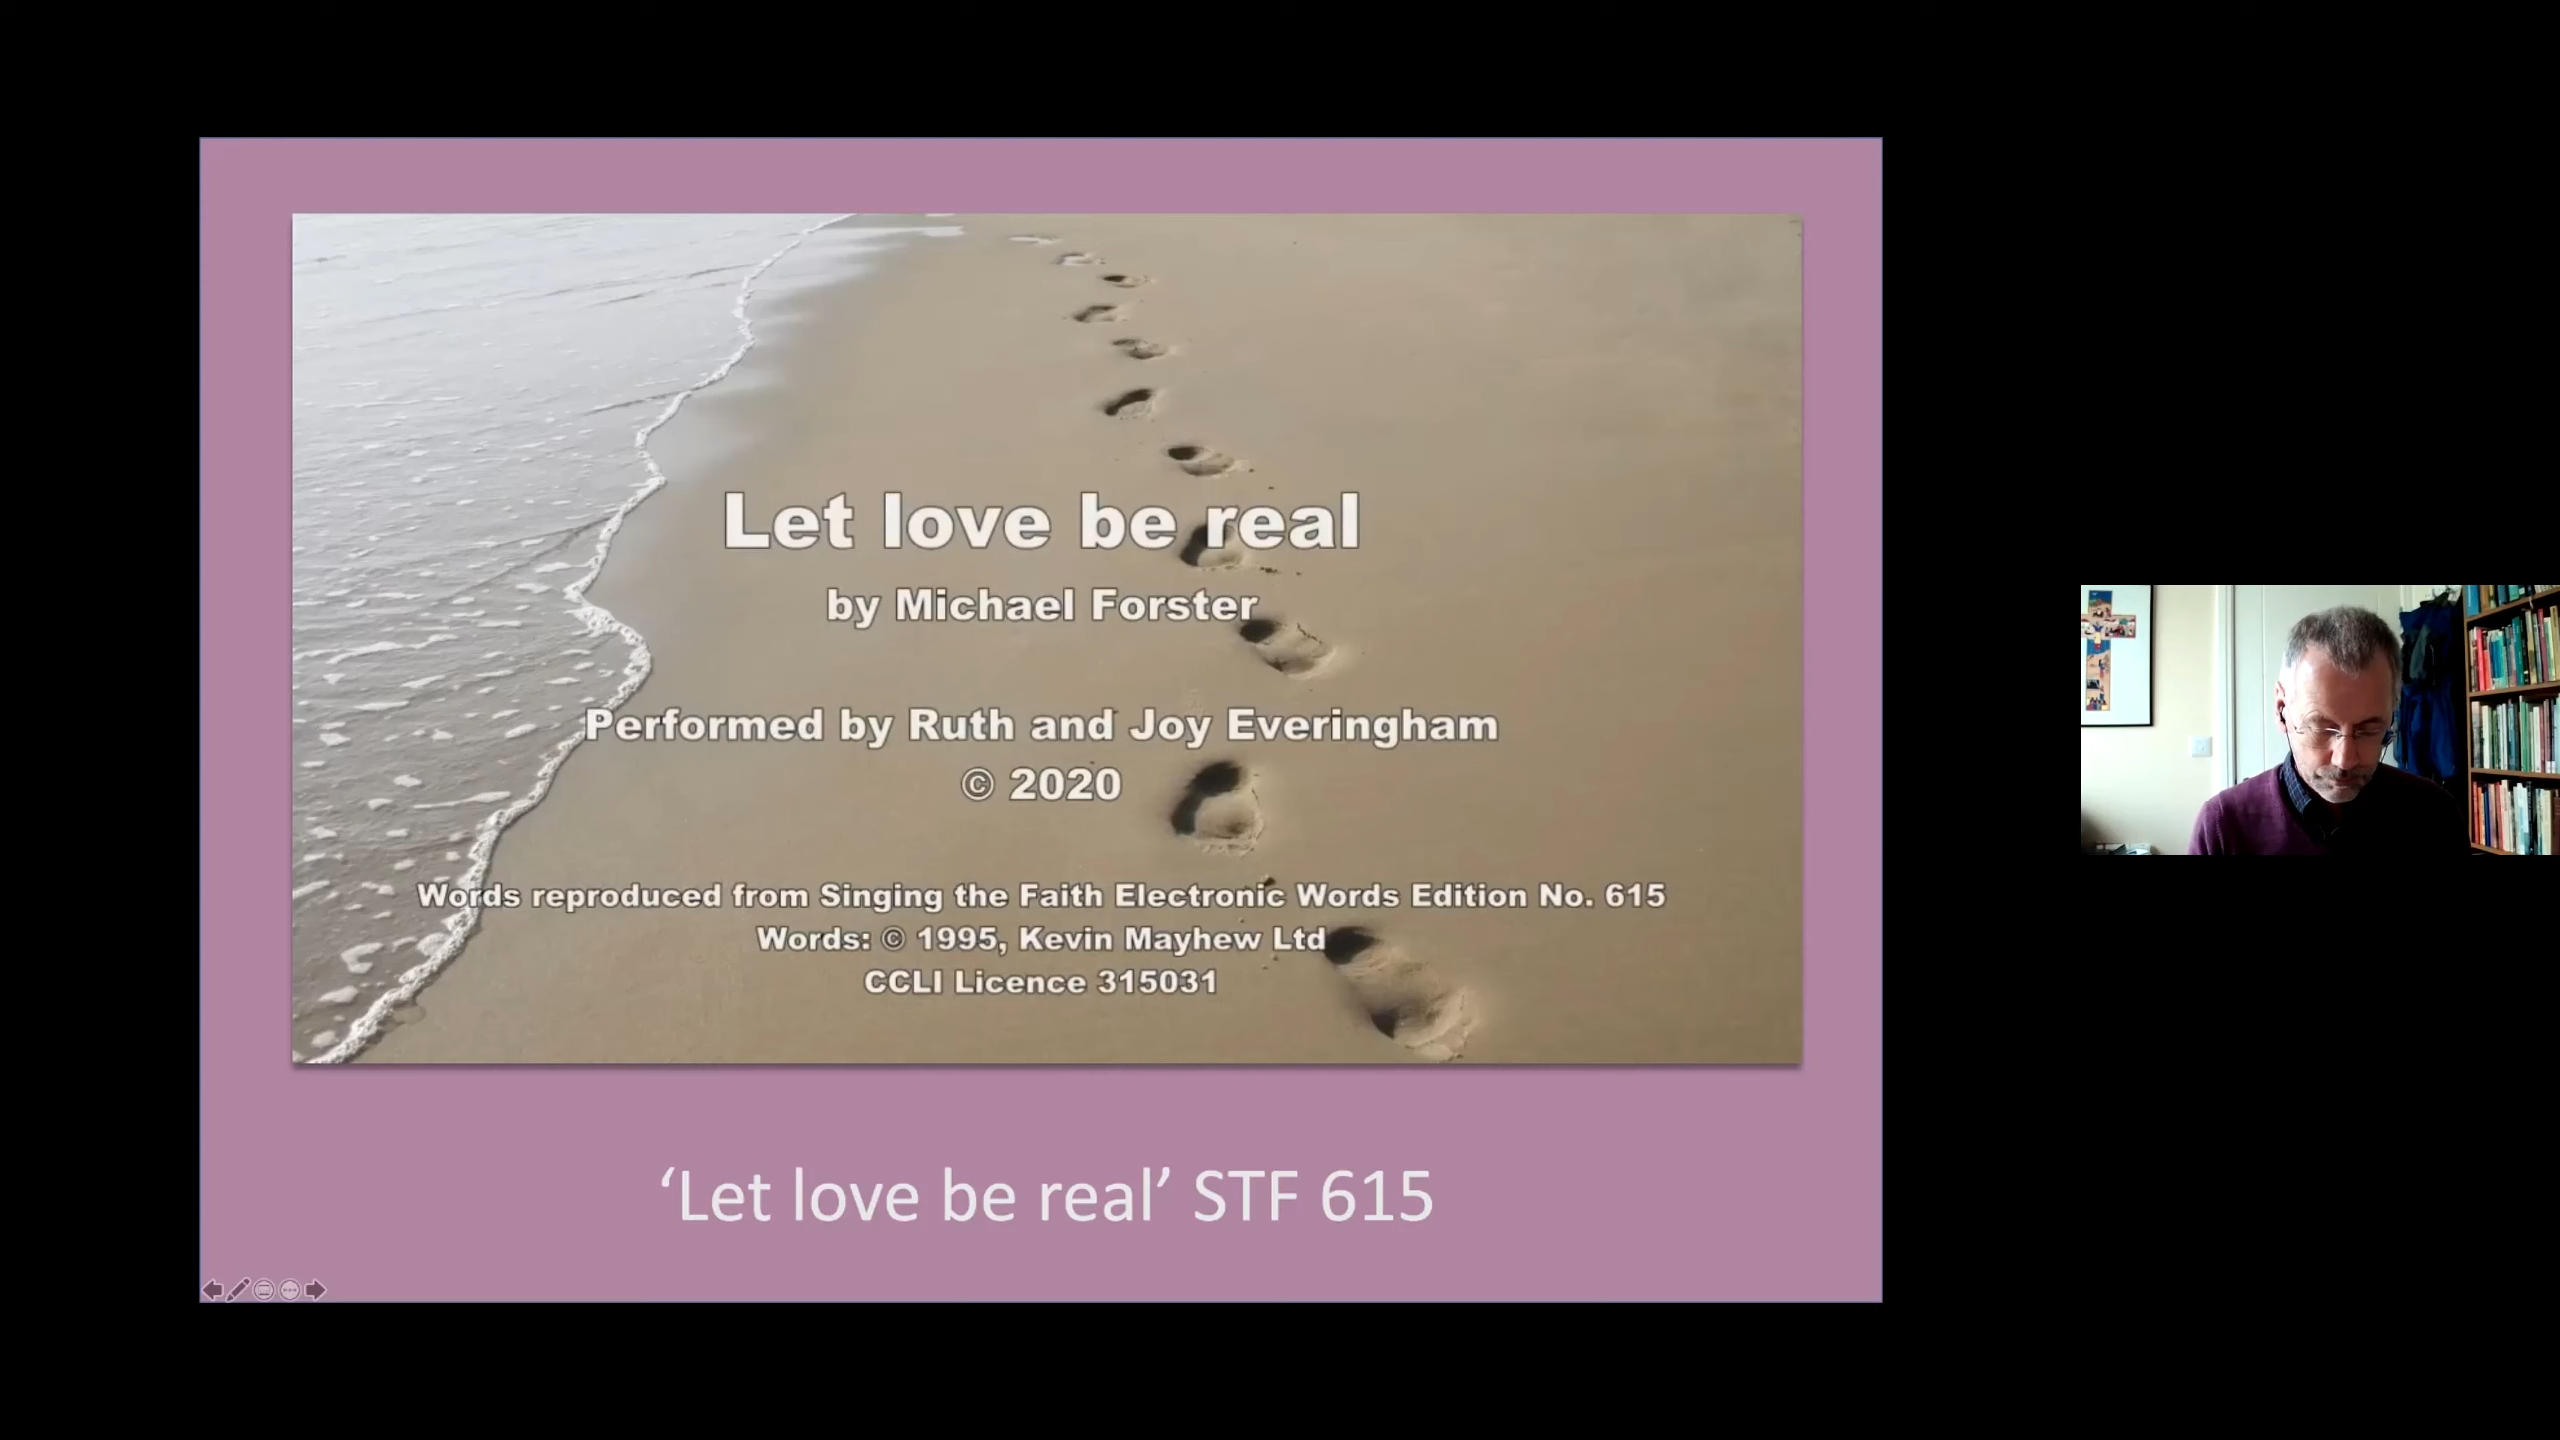 Let love be real
by Michael Forster
Performed by Ruth and Joy Everingham
© 2020
Words reproduced from Singing the Faith Electronic Words Edition No. 615
Words: © 1995, Kevin Mayhew Ltd
CCLI Licence 315031
‘Let love be real’ STF 615